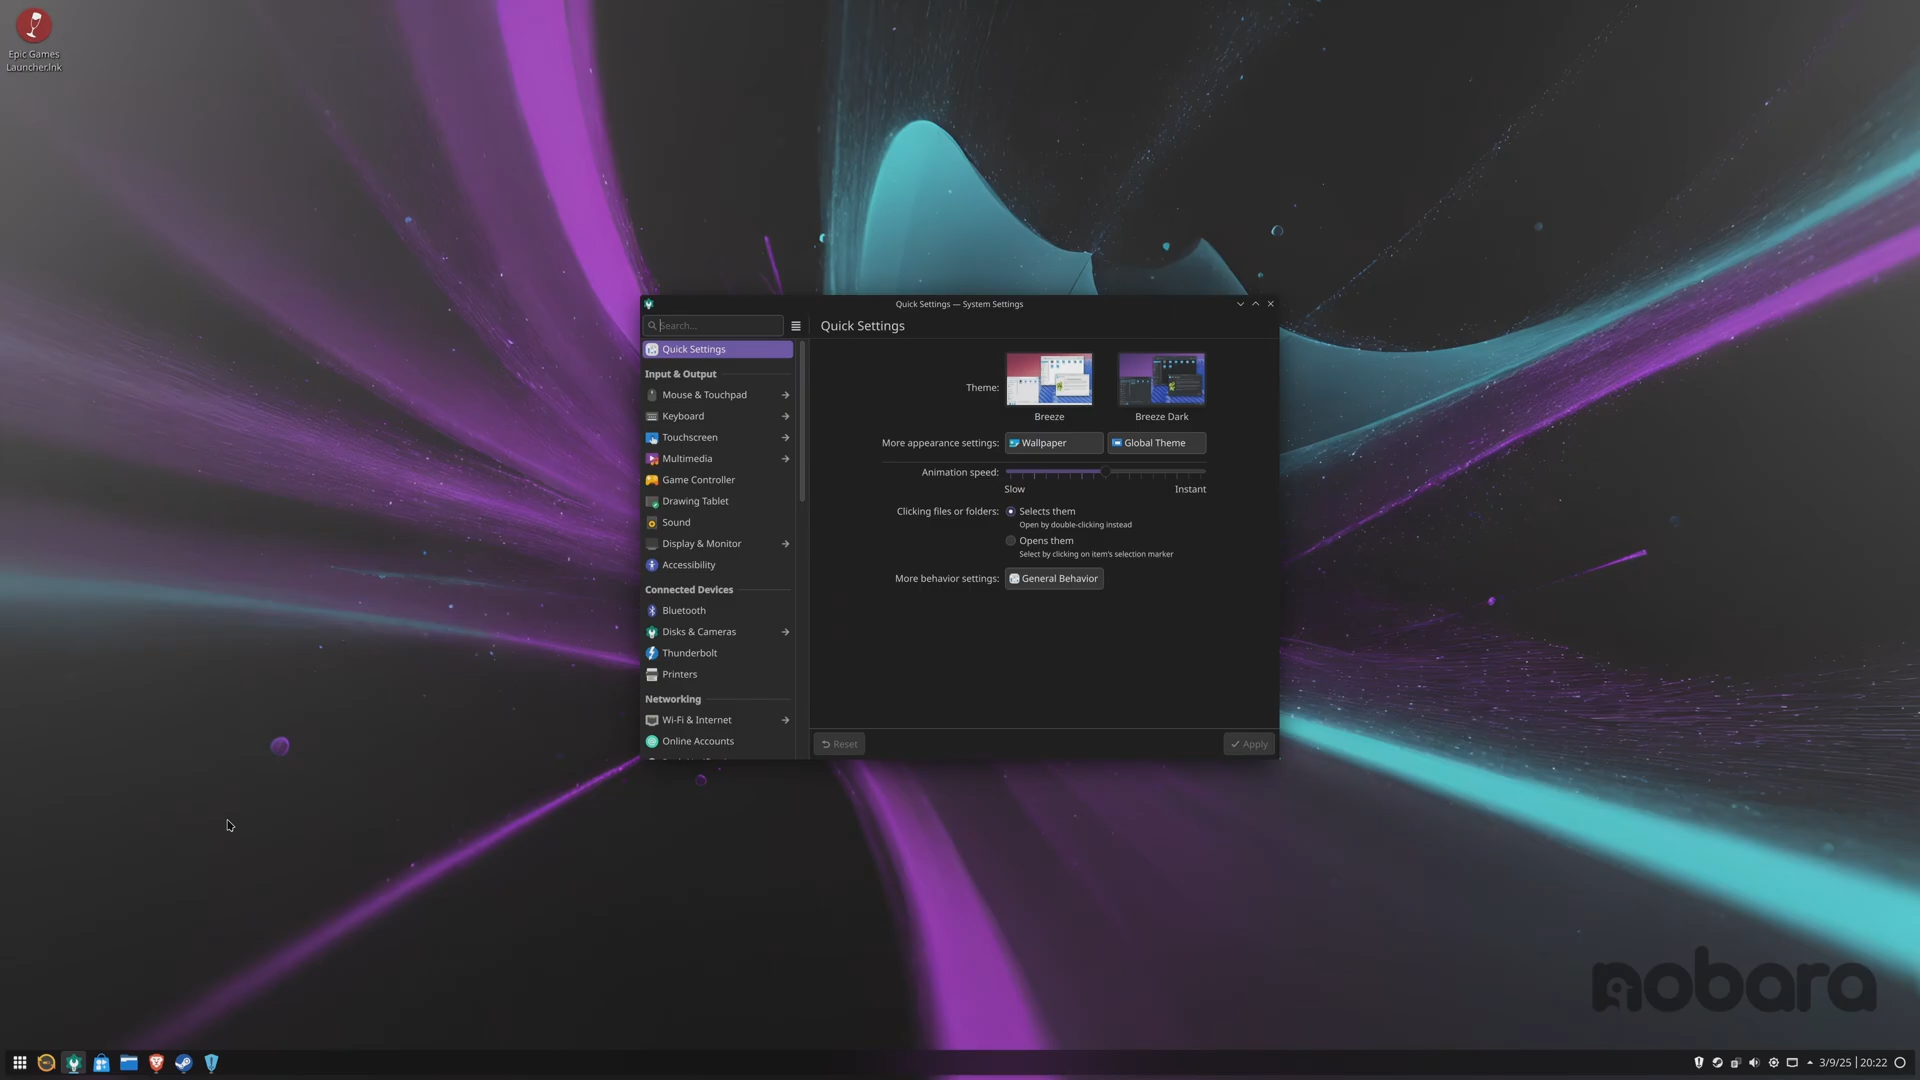 Epic Games
Launcher.lnk
Quick Settings — System Settings
Search...
Quick Settings
Quick Settings
Input & Output
Mouse & Touchpad
Keyboard
Touchscreen
Multimedia
Game Controller
Drawing Tablet
Sound
Display & Monitor
Accessibility
Connected Devices
Bluetooth
Disks & Cameras
Thunderbolt
Printers
Networking
Wi-Fi & Internet
Online Accounts
Theme:
Breeze
Breeze Dark
More appearance settings:
Wallpaper
Global Theme
Animation speed:
Slow
Instant
Clicking files or folders:
Selects them
Open by double-clicking instead
Opens them
Select by clicking on item's selection marker
More behavior settings:
General Behavior
Reset
Apply
nobara
3/9/25
20:22